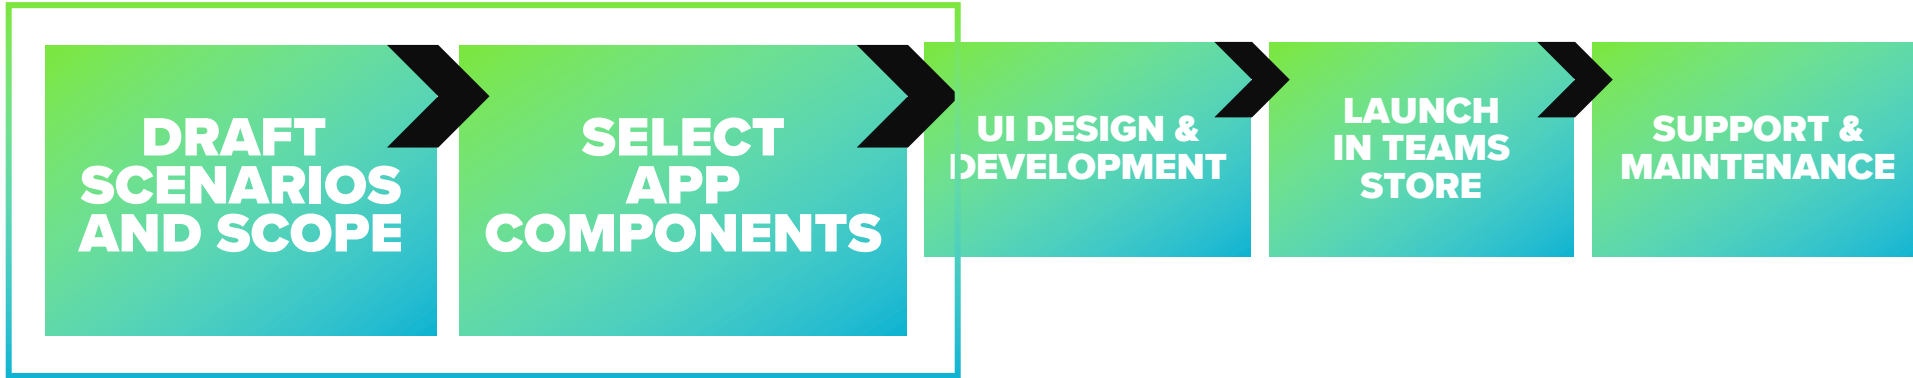 DRAFT
SCENARIOS
AND SCOPE
SELECT
APP
COMPONENTS
UI DESIGN &
DEVELOPMENT
LAUNCH
IN TEAMS
STORE
SUPPORT &
MAINTENANCE